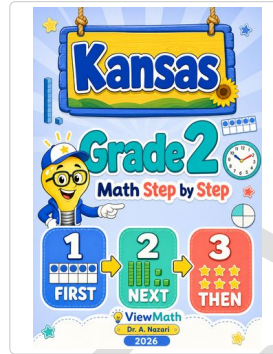 Kansas
Grade 2
Math Step by Step
1
FIRST
2
NEXT
3
THEN
ViewMath
Dr. A. Nazari
2026